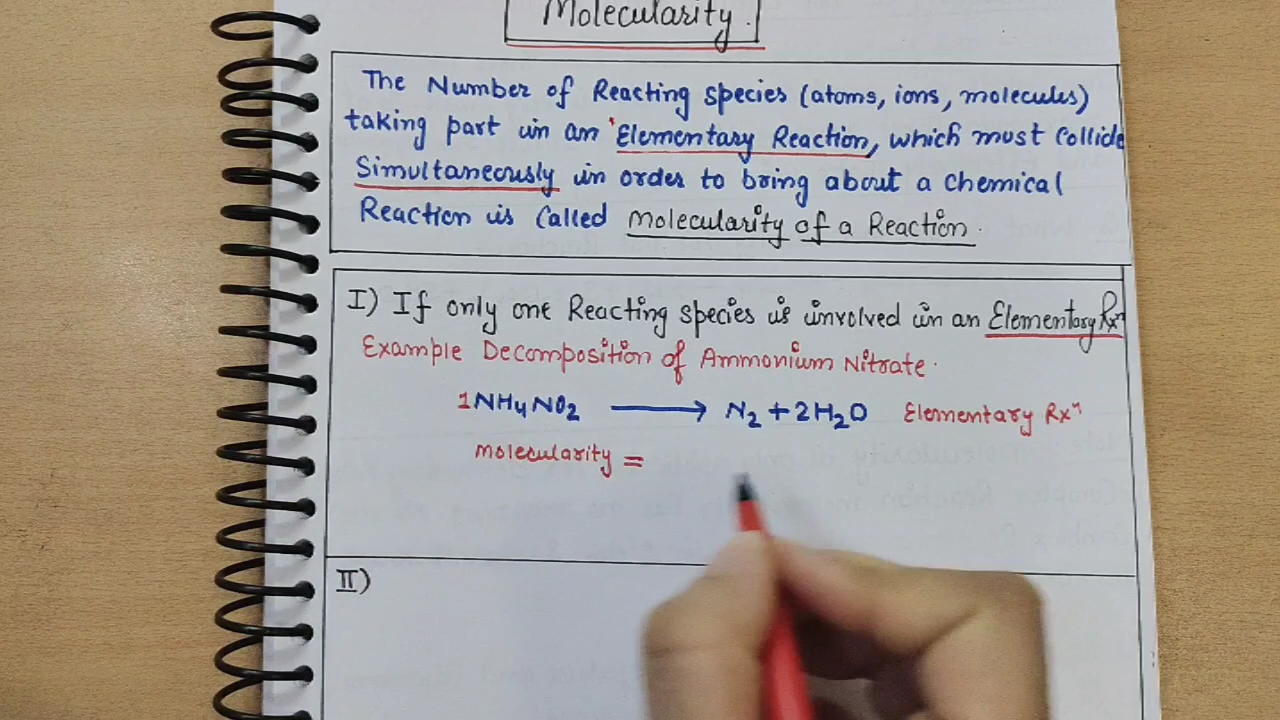 Molecularity.
The Number of Reacting species (atoms, ions, molecules)
taking part in an 'Elementary Reaction, which must Collide
Simultaneously in order to bring about a Chemical
Reaction is Called Molecularity of a Reaction.
I) If only one Reacting species is involved in an Elementary Rxⁿ
Example Decomposition of Ammonium Nitrate.
1NH₄NO₂ ⟶ N₂ + 2H₂O Elementary Rxⁿ
Molecularity =
II)